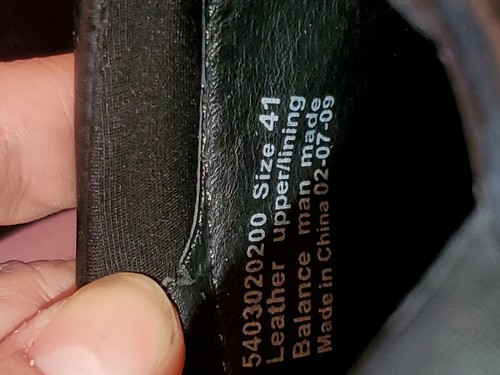 5403020200 Size 41
Leather upper/lining
Balance man made
Made in China 02-07-09